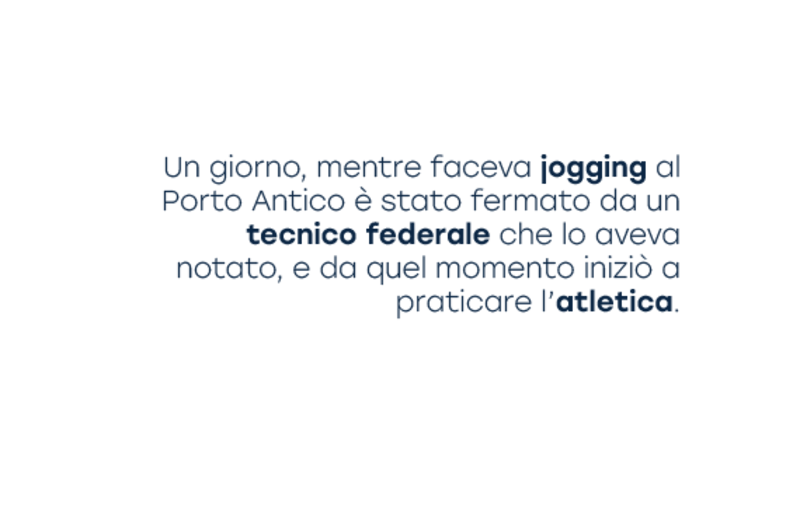 Un giorno, mentre faceva jogging al
Porto Antico è stato fermato da un
tecnico federale che lo aveva
notato, e da quel momento iniziò a
praticare l’atletica.